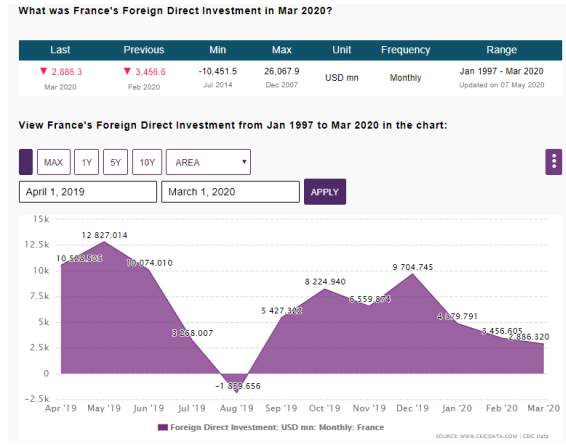 What was France's Foreign Direct Investment in Mar 2020?
Last Previous Min Max Unit Frequency Range
▼ 2,886.3 ▼ 3,456.6 -10,451.5 26,067.9 USD mn Monthly Jan 1997 - Mar 2020
Mar 2020 Feb 2020 Jul 2014 Dec 2007 Updated on 07 May 2020
View France's Foreign Direct Investment from Jan 1997 to Mar 2020 in the chart:
MAX 1Y 5Y 10Y AREA ▼
April 1, 2019 March 1, 2020 APPLY
15k
12 827.014
12.5k
10 074.010
10k
9 704.745
8 224.940
7.5k
6 559.874
5 427.302
5k
4 879.791
3 268.007
3 456.605
2 886.320
2.5k
0
-1 859.656
-2.5k
Apr '19 May '19 Jun '19 Jul '19 Aug '19 Sep '19 Oct '19 Nov '19 Dec '19 Jan '20 Feb '20 Mar '20
Foreign Direct Investment: USD mn: Monthly: France
SOURCE: WWW.CEICDATA.COM | CEIC Data